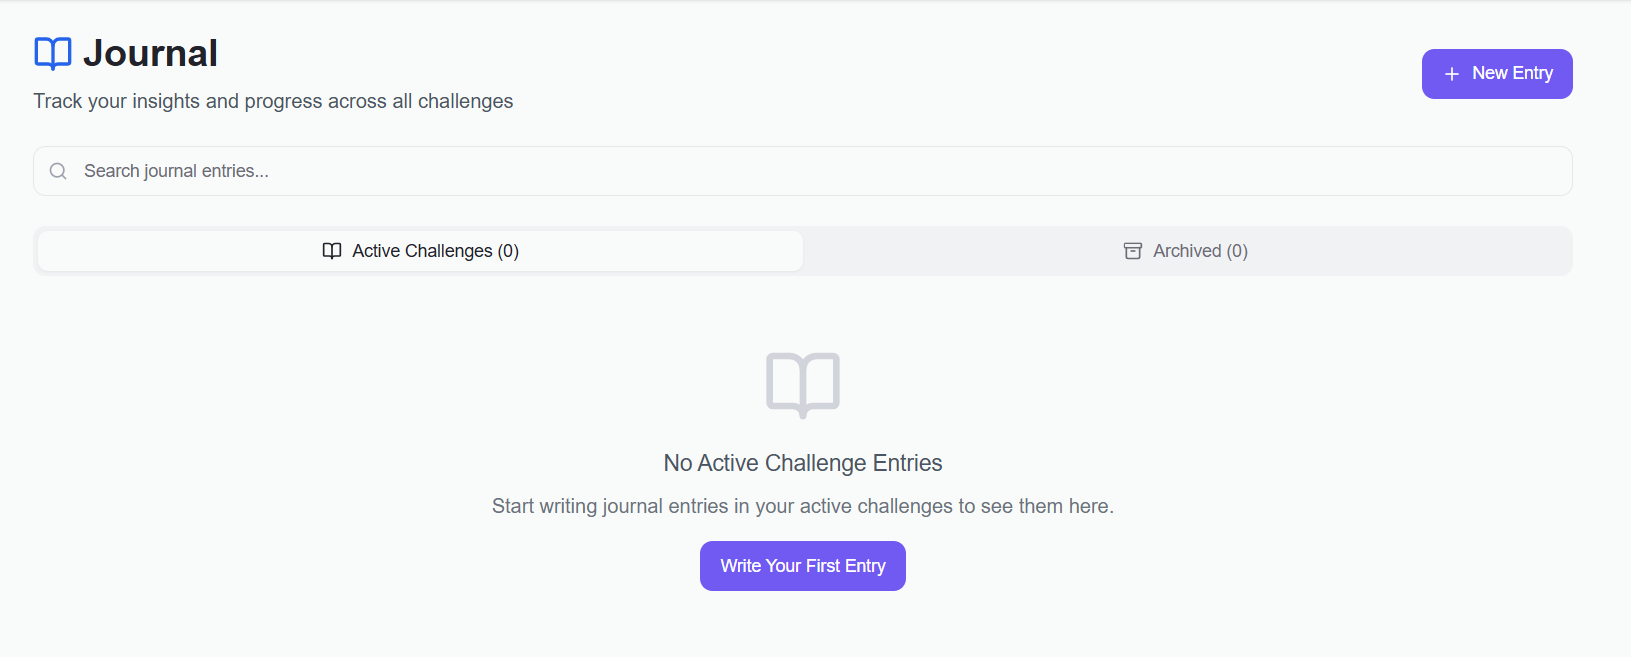 Journal
Track your insights and progress across all challenges
New Entry
Search journal entries...
Active Challenges (0)
Archived (0)
No Active Challenge Entries
Start writing journal entries in your active challenges to see them here.
Write Your First Entry